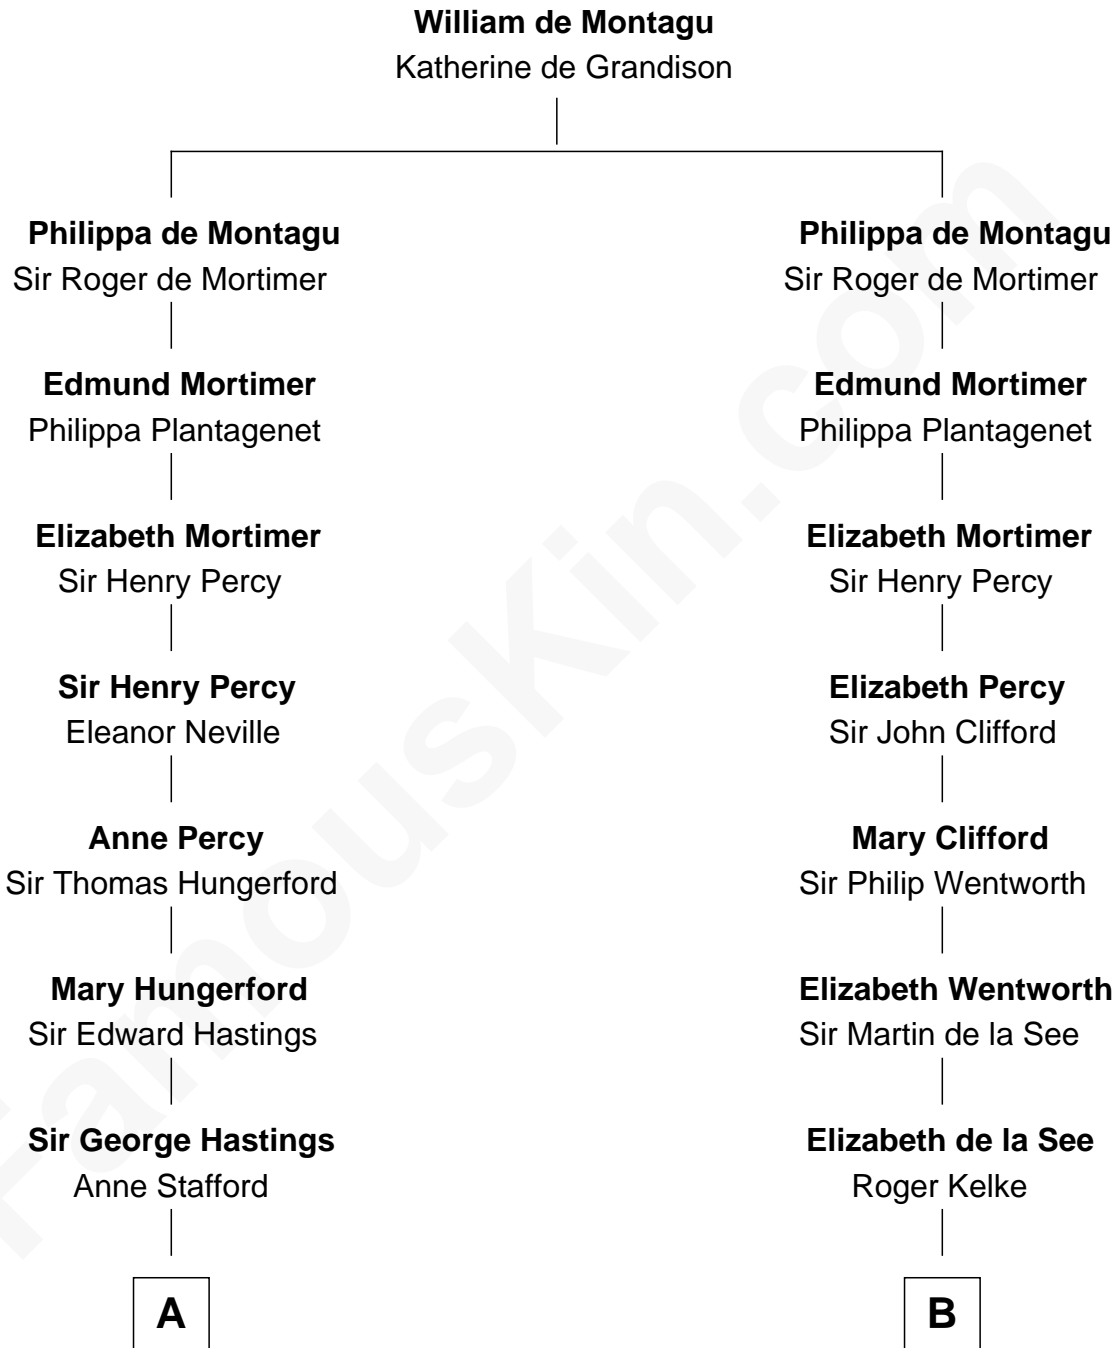 William de Montagu
Katherine de Grandison
Philippa de Montagu
Sir Roger de Mortimer
Philippa de Montagu
Sir Roger de Mortimer
Edmund Mortimer
Philippa Plantagenet
Edmund Mortimer
Philippa Plantagenet
Elizabeth Mortimer
Sir Henry Percy
Elizabeth Mortimer
Sir Henry Percy
Sir Henry Percy
Eleanor Neville
Elizabeth Percy
Sir John Clifford
Anne Percy
Sir Thomas Hungerford
Mary Clifford
Sir Philip Wentworth
Mary Hungerford
Sir Edward Hastings
Elizabeth Wentworth
Sir Martin de la See
Sir George Hastings
Anne Stafford
Elizabeth de la See
Roger Kelke
A
B
FamousKin.com